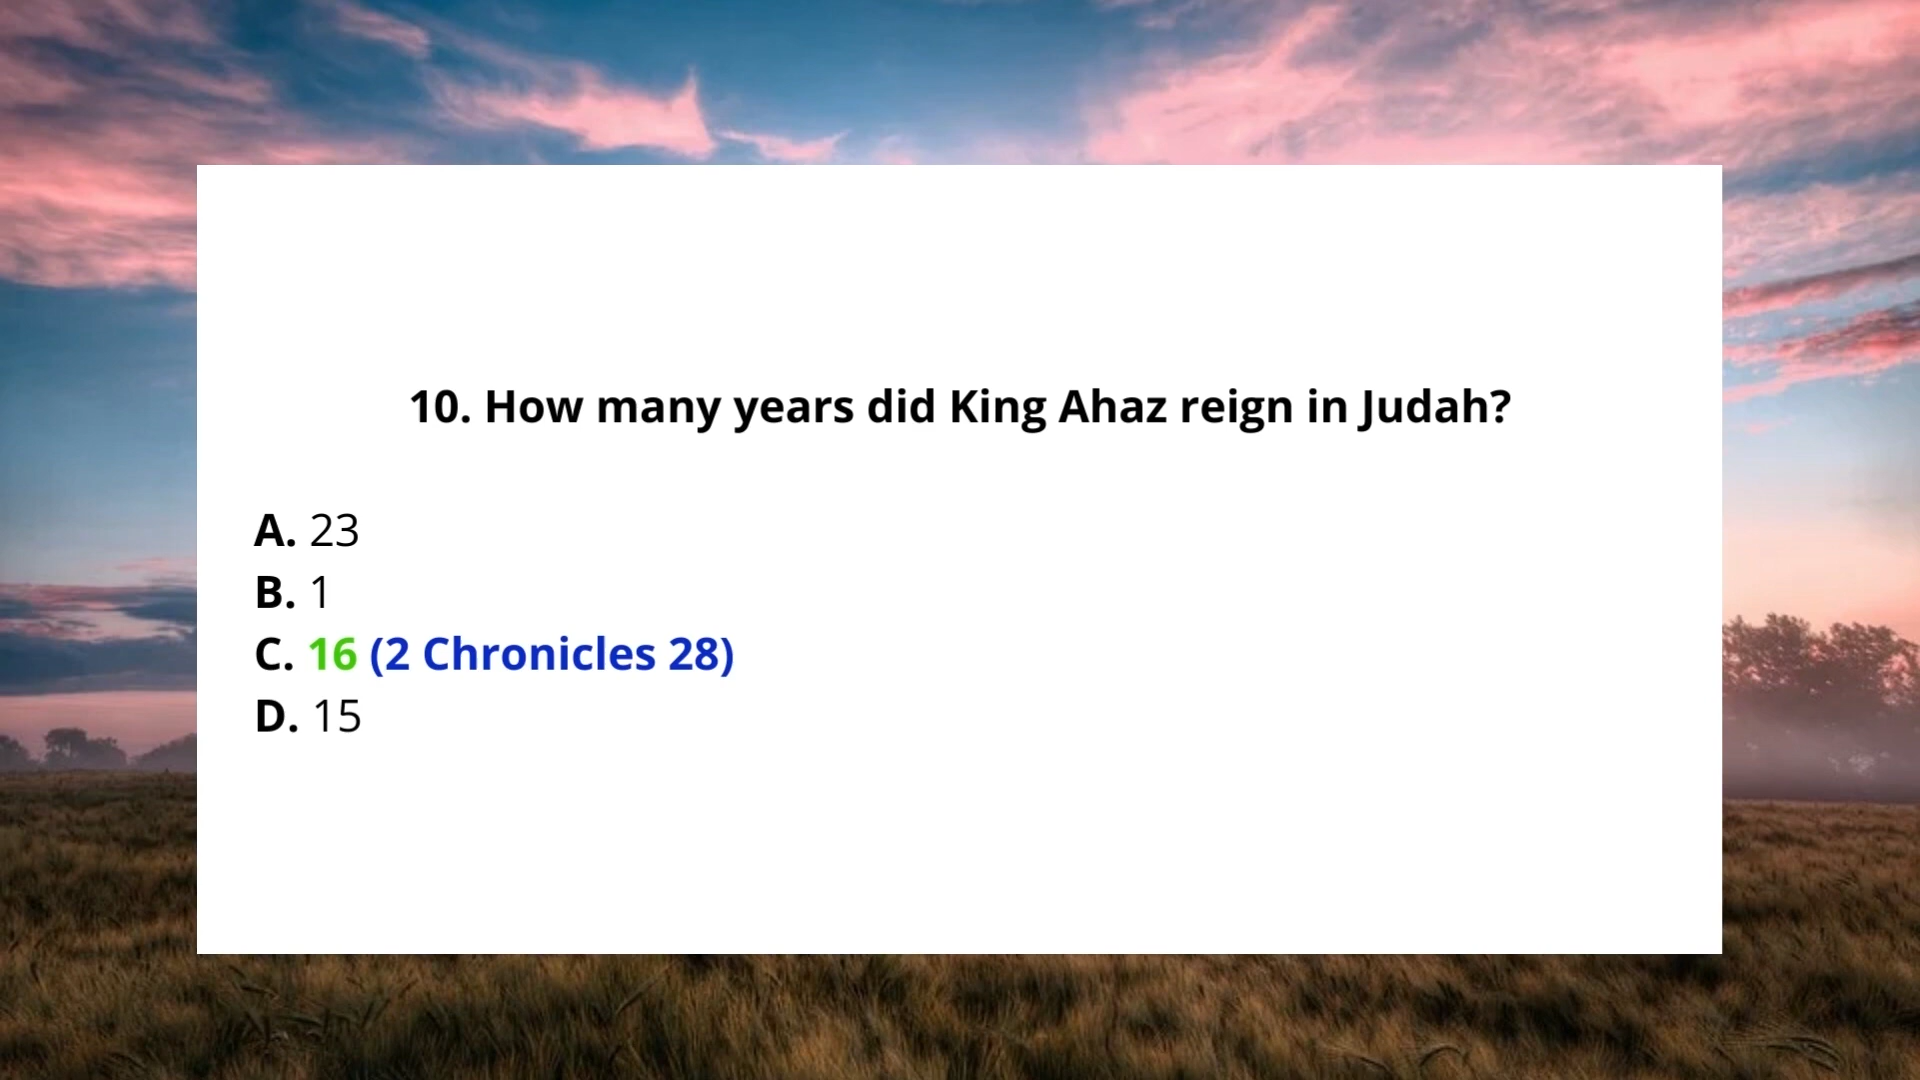 10. How many years did King Ahaz reign in Judah?
A. 23
B. 1
C. 16 (2 Chronicles 28)
D. 15